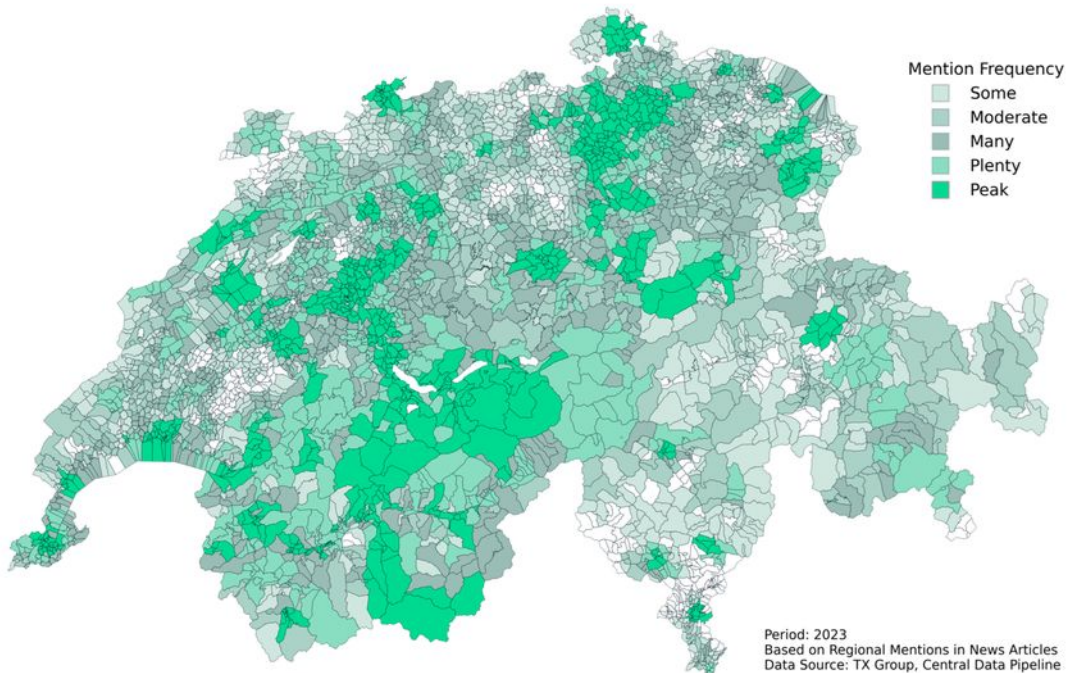 Mention Frequency
Some
Moderate
Many
Plenty
Peak
Period: 2023
Based on Regional Mentions in News Articles
Data Source: TX Group, Central Data Pipeline